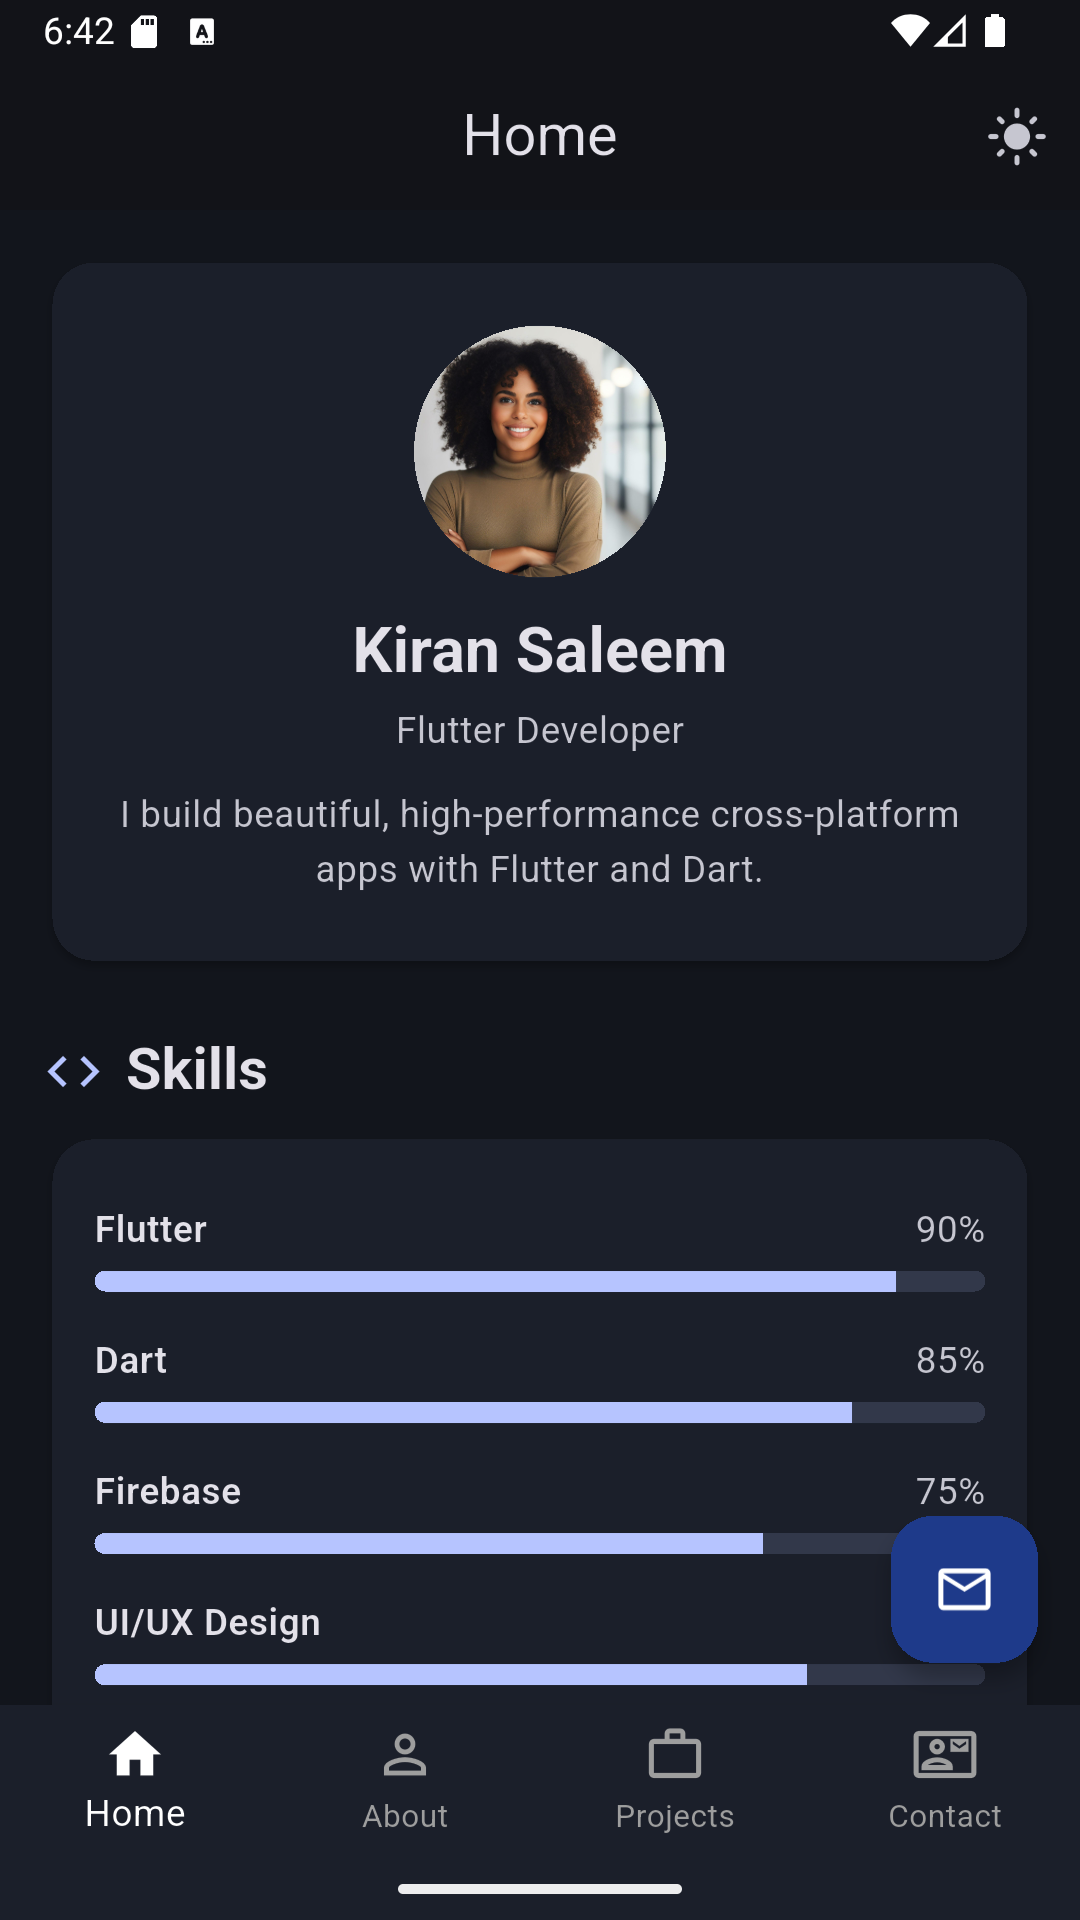 6:42
Home
Kiran Saleem
Flutter Developer
I build beautiful, high-performance cross-platform
apps with Flutter and Dart.
Skills
Flutter 90%
Dart 85%
Firebase 75%
UI/UX Design
Home About Projects Contact